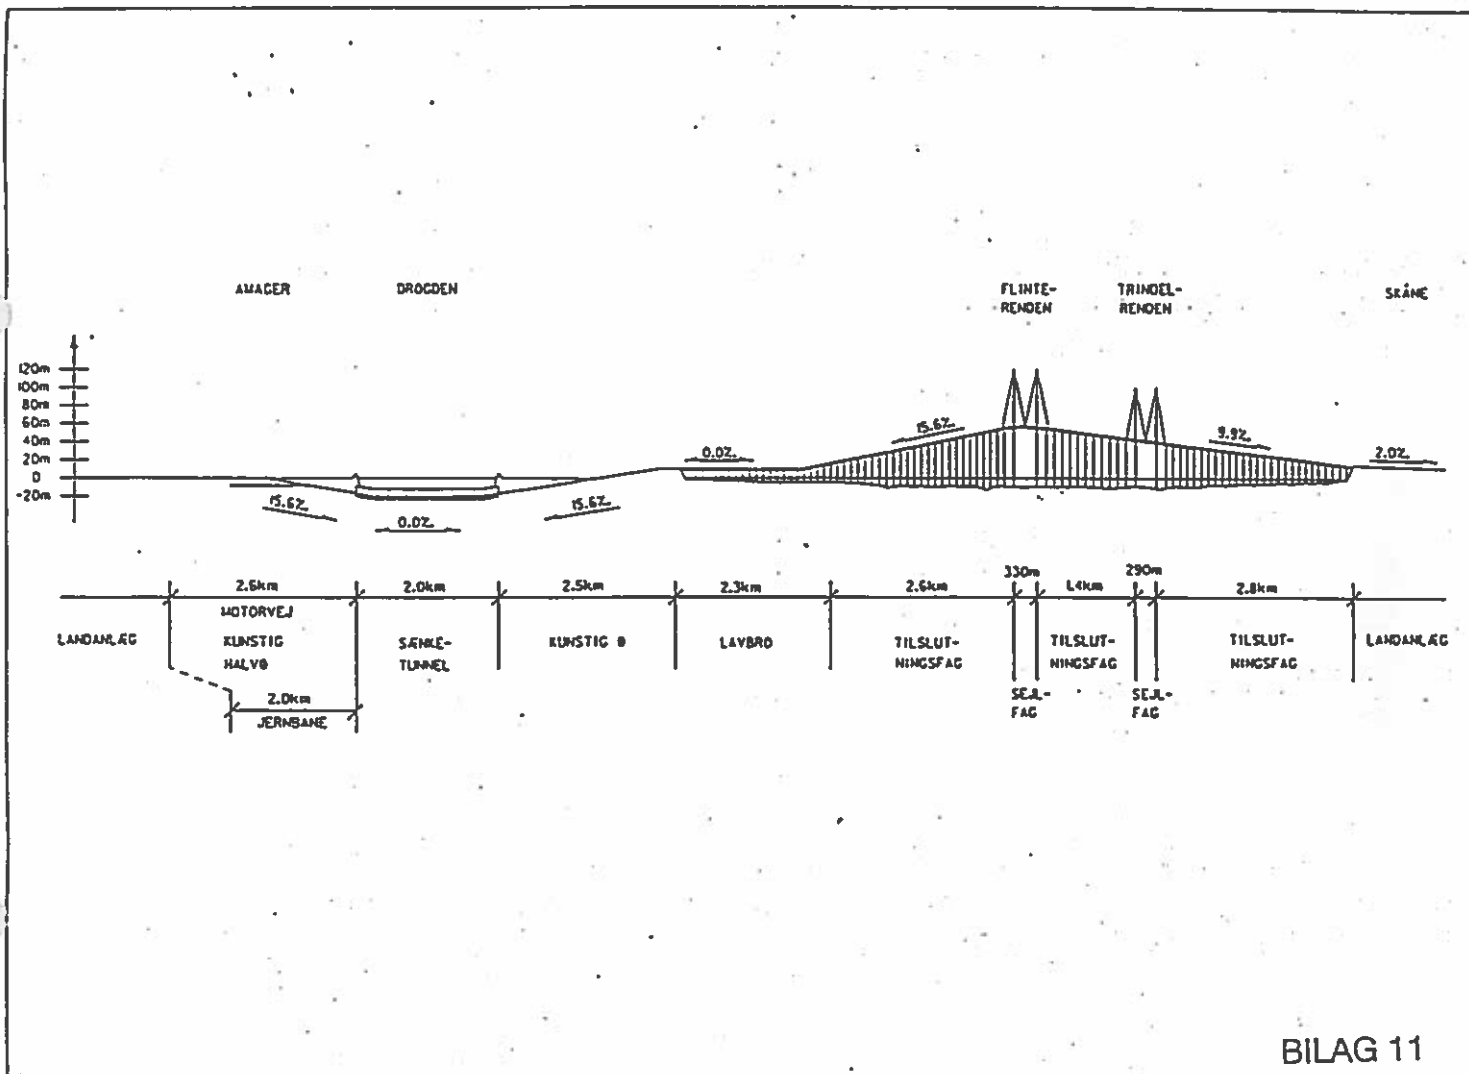 AMAGER
DROGDEN
FLINTE-
RENDEN
TRINDEL-
RENDEN
SKÅNE
120m
100m
80m
60m
40m
20m
0
-20m
15.6‰
0.0‰
15.6‰
0.0‰
15.6‰
9.9‰
2.0‰
2.6km
2.0km
2.5km
2.3km
2.6km
330m
1.4km
290m
2.8km
MOTORVEJ
LANDANLÆG
KUNSTIG
HALVØ
SÆNKE-
TUNNEL
KUNSTIG Ø
LAVBRO
TILSLUT-
NINGSFAG
SEJL-
FAG
TILSLUT-
NINGSFAG
SEJL-
FAG
TILSLUT-
NINGSFAG
LANDANLÆG
2.0km
JERNBANE
BILAG 11